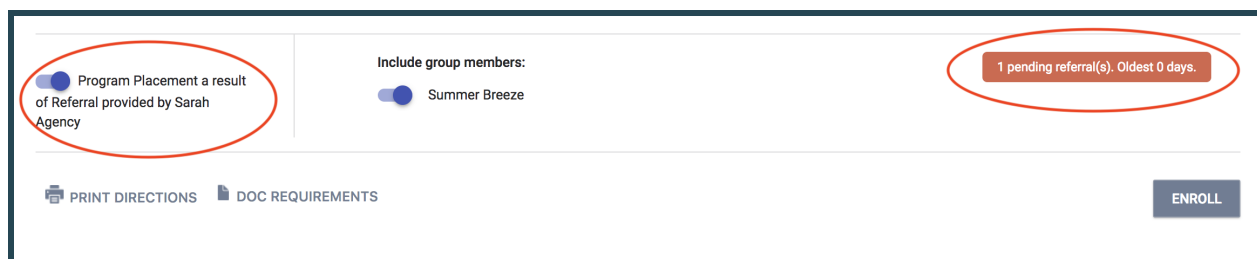 Program Placement a result
of Referral provided by Sarah
Agency
Include group members:
Summer Breeze
1 pending referral(s). Oldest 0 days.
PRINT DIRECTIONS
DOC REQUIREMENTS
ENROLL